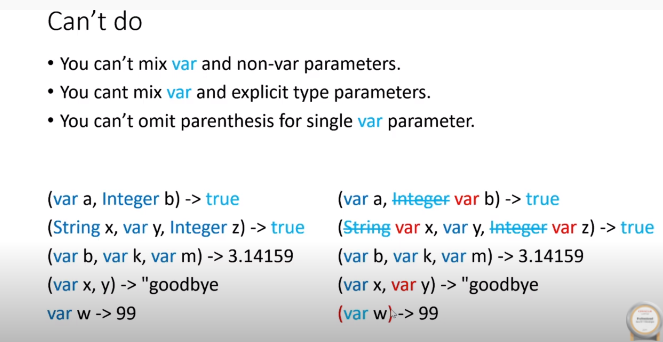 Can't do
• You can't mix var and non-var parameters.
• You cant mix var and explicit type parameters.
• You can't omit parenthesis for single var parameter.
(var a, Integer b) -> true
(String x, var y, Integer z) -> true
(var b, var k, var m) -> 3.14159
(var x, y) -> "goodbye
var w -> 99
(var a, Integer var b) -> true
(String var x, var y, Integer var z) -> true
(var b, var k, var m) -> 3.14159
(var x, var y) -> "goodbye
(var w) -> 99